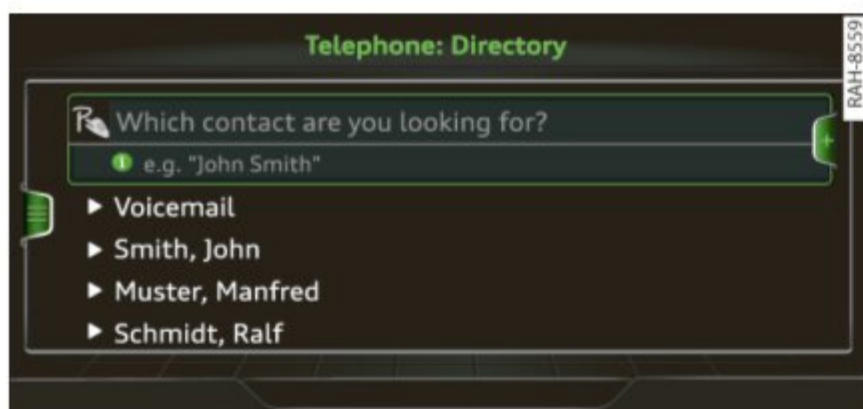 Telephone: Directory
RAH-8559
Which contact are you looking for?
e.g. "John Smith"
Voicemail
Smith, John
Muster, Manfred
Schmidt, Ralf